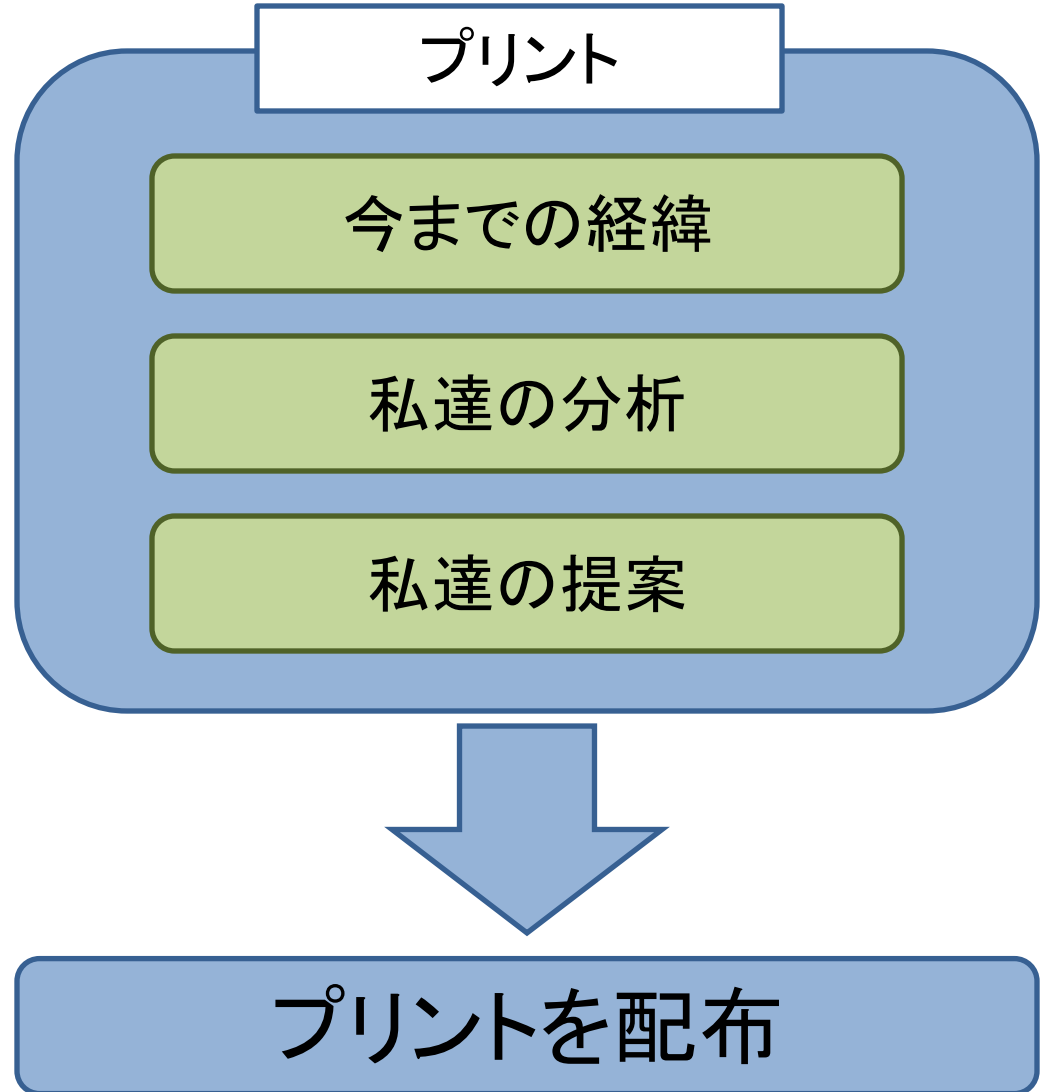 プリント
今までの経緯
私達の分析
私達の提案
プリントを配布